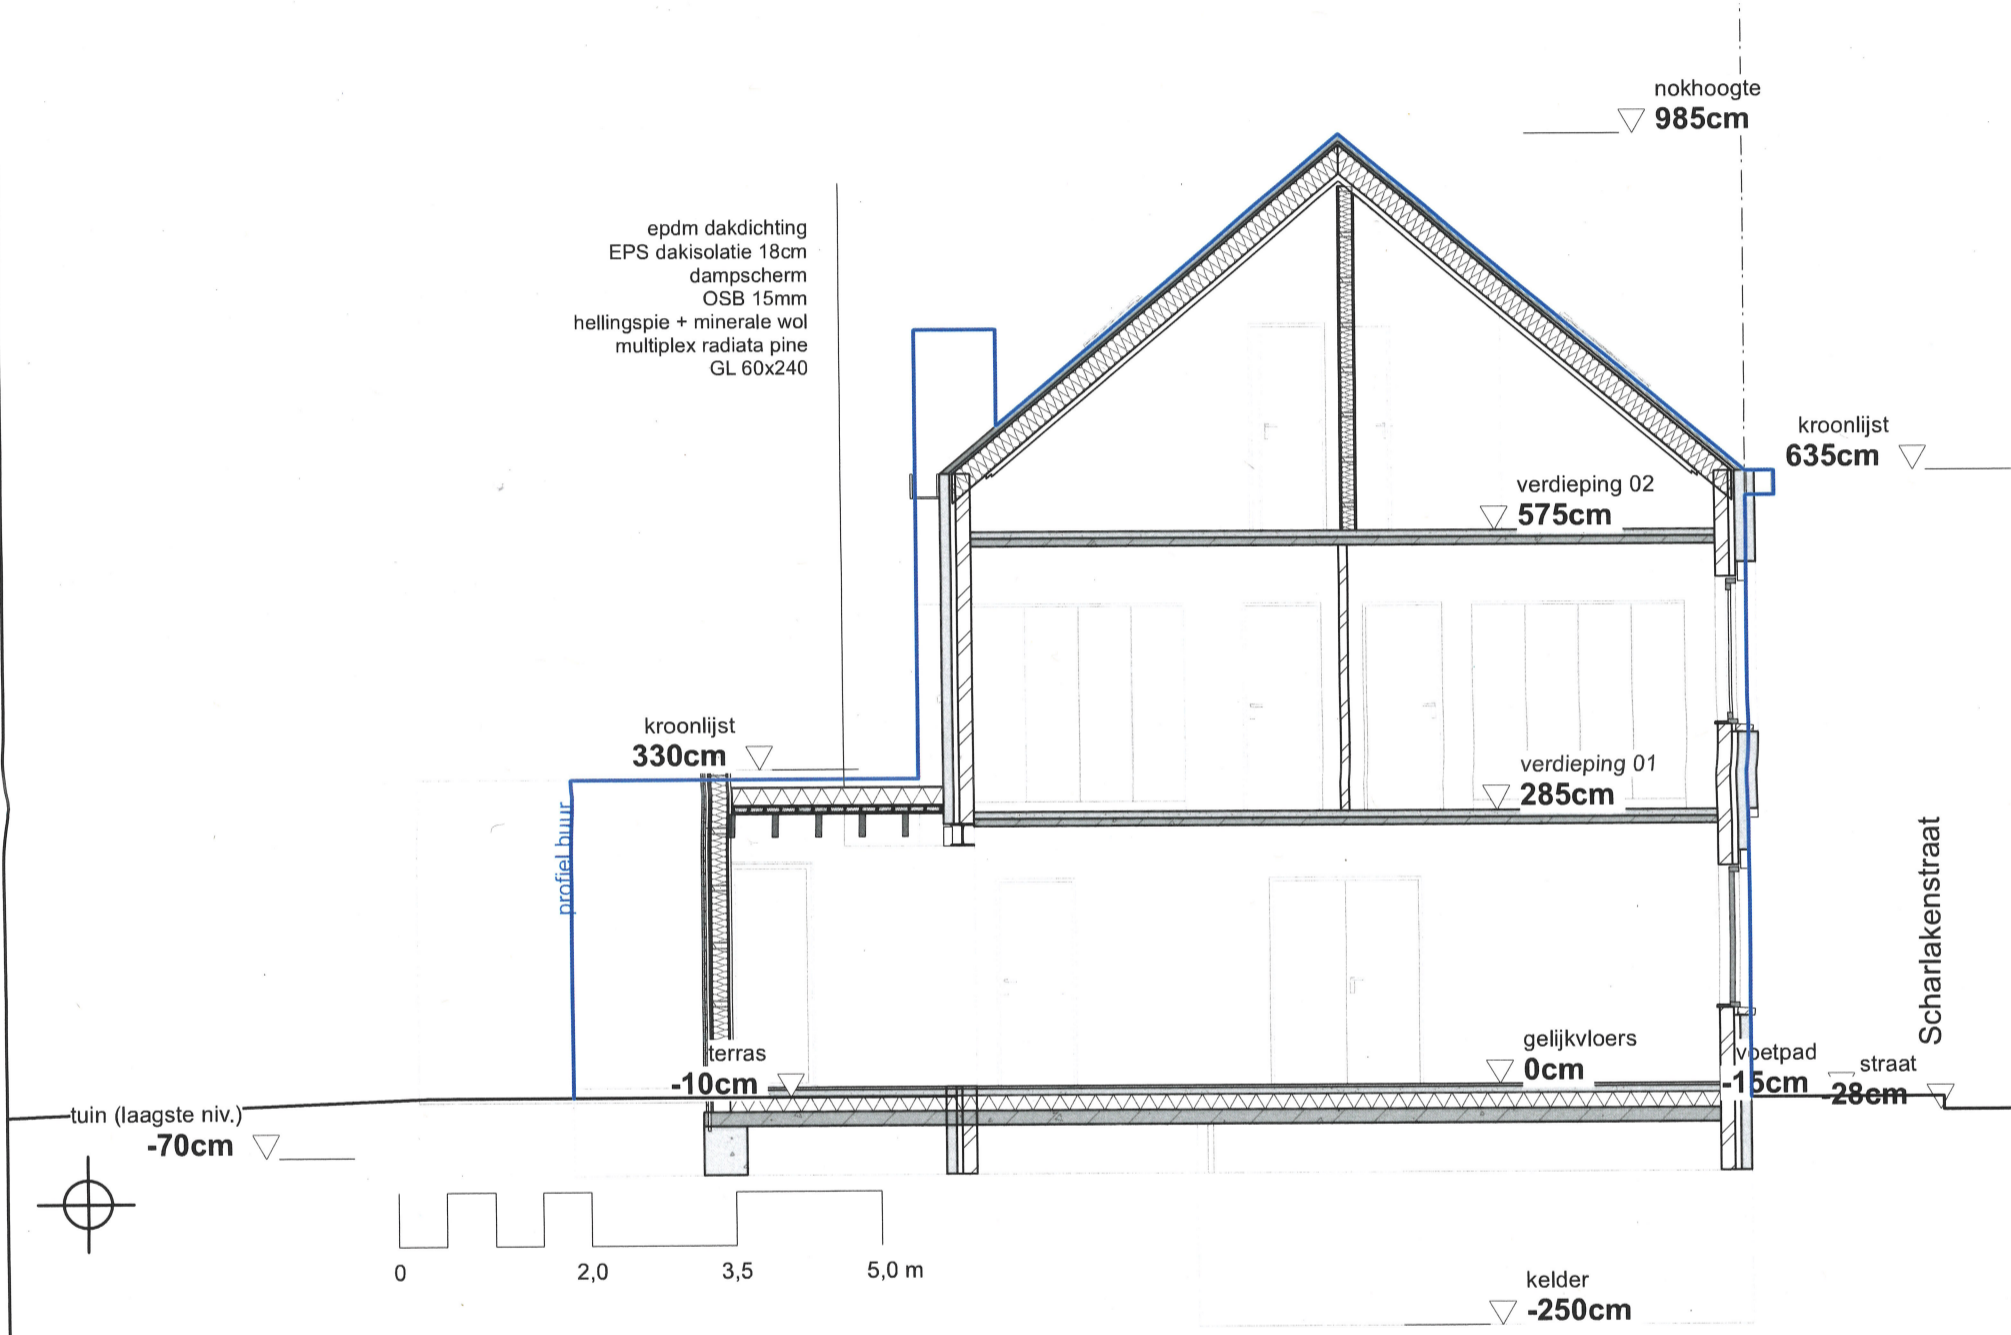 nokhoogte
985cm
epdm dakdichting
EPS dakisolatie 18cm
dampscherm
OSB 15mm
hellingspie + minerale wol
multiplex radiata pine
GL 60x240
kroonlijst
635cm
verdieping 02
575cm
kroonlijst
330cm
verdieping 01
285cm
profiel buur
Scharlakenstraat
gelijkvloers
0cm
terras
-10cm
voetpad
-15cm
straat
-28cm
tuin (laagste niv.)
-70cm
0 2,0 3,5 5,0 m
kelder
-250cm